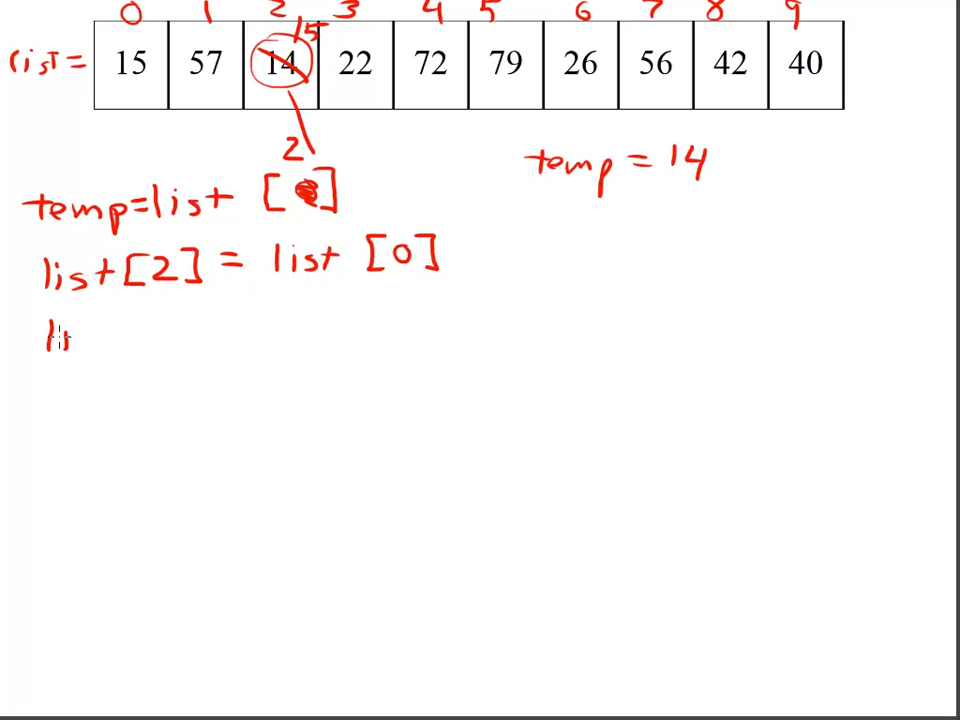 0 1 2 3 4 5 6 7 8 9
15
list = 15 57 14 22 72 79 26 56 42 40
2
temp = 14
temp=list [ ]
list[2] = list [0]
li